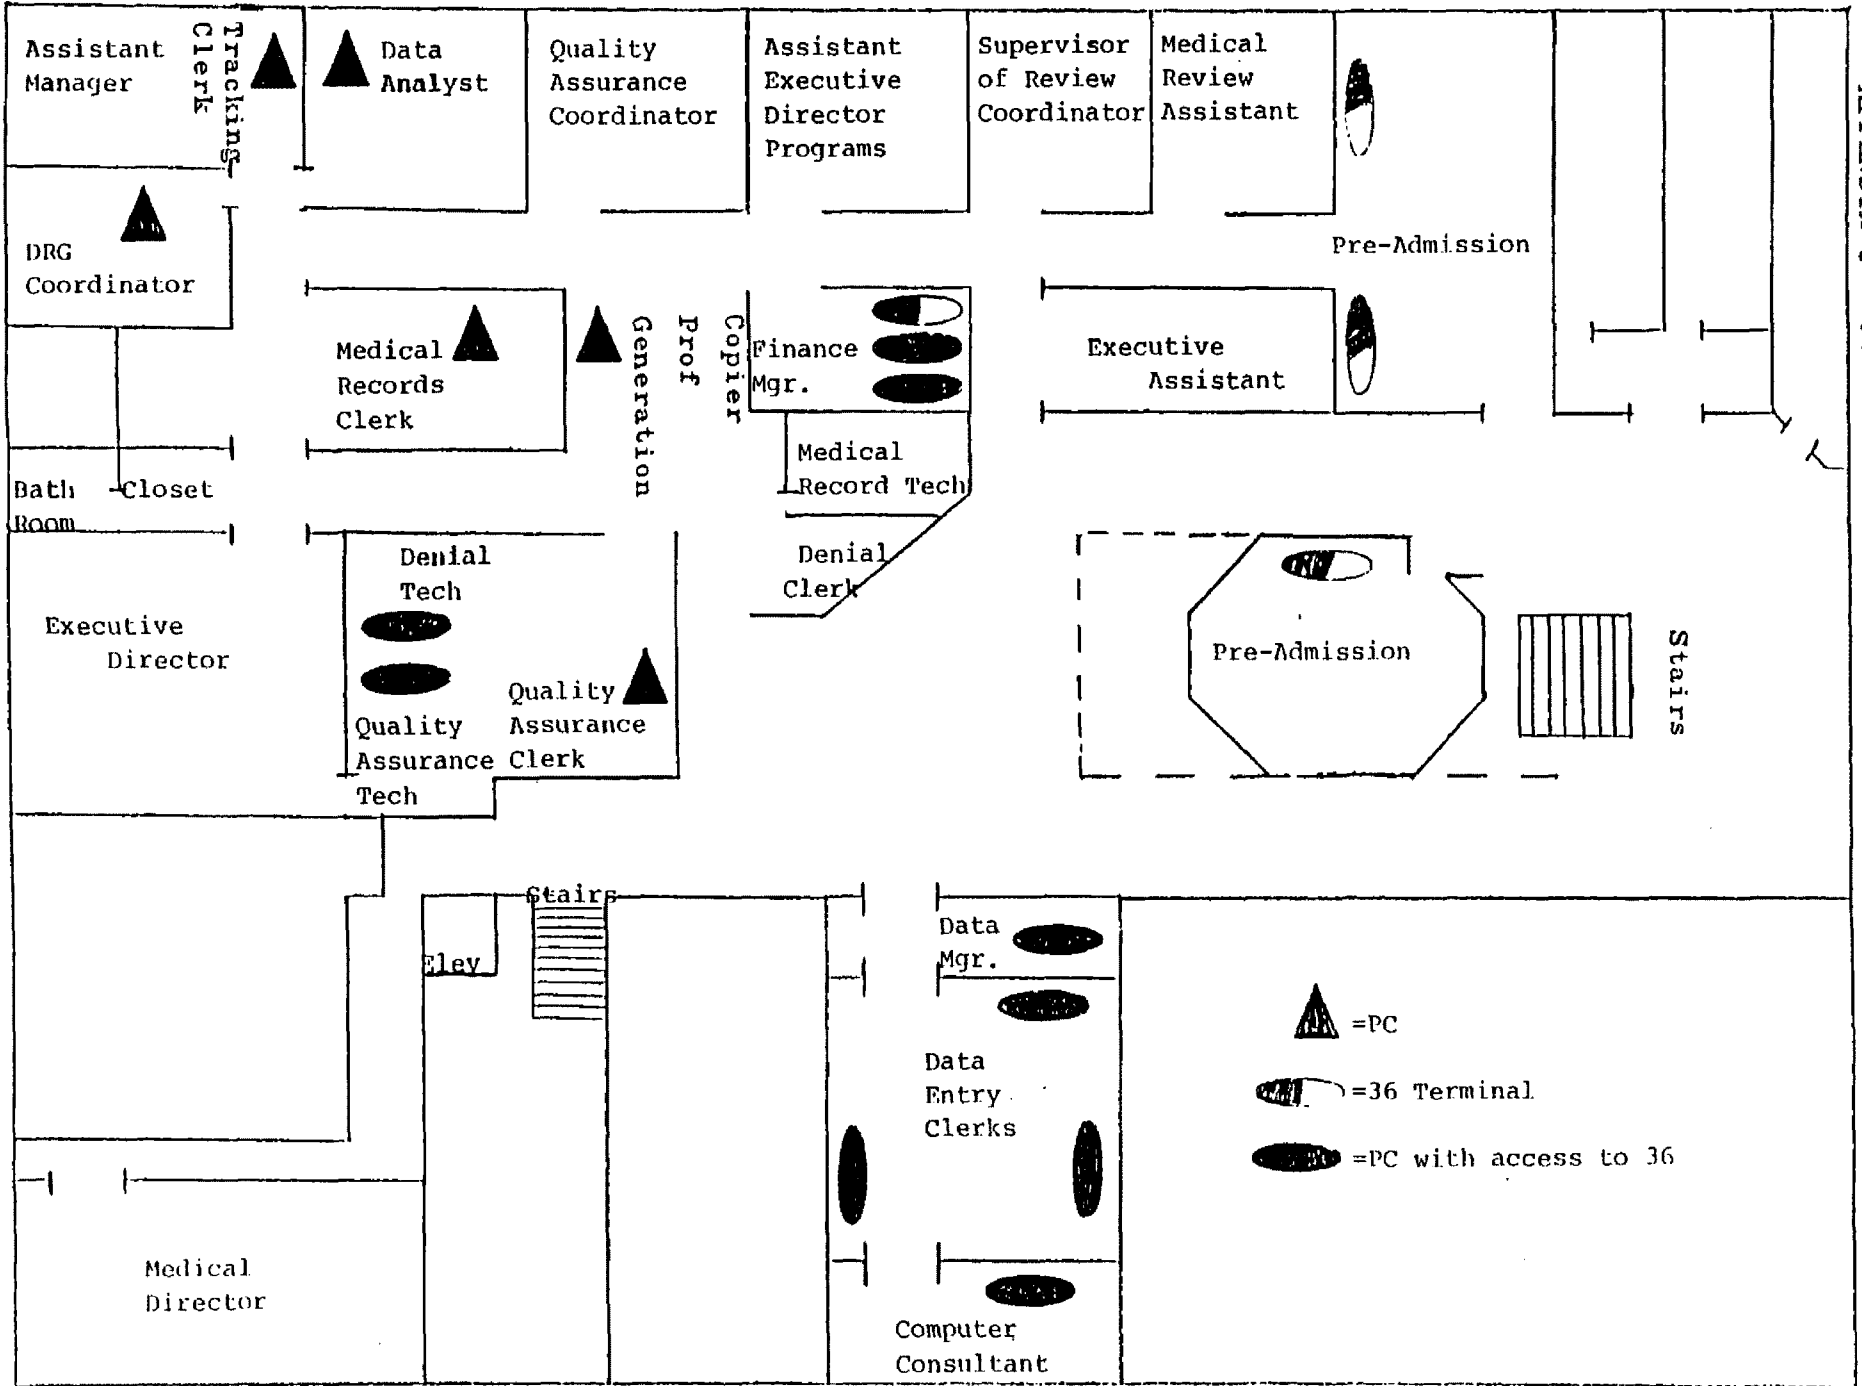 Assistant
Manager
Tracking
Clerk
Data
Analyst
Quality
Assurance
Coordinator
Assistant
Executive
Director
Programs
Supervisor
of Review
Coordinator
Medical
Review
Assistant
DRG
Coordinator
Pre-Admission
Medical
Records
Clerk
Generation
Prof
Copier
Finance
Mgr.
Executive
Assistant
Medical
Record Tech
Bath
Room
Closet
Denial
Clerk
Denial
Tech
Executive
Director
Quality
Assurance
Tech
Quality
Assurance
Clerk
Pre-Admission
Stairs
Stairs
Elev
Data
Mgr.
Data
Entry
Clerks
=PC
=36 Terminal
=PC with access to 36
Medical
Director
Computer
Consultant